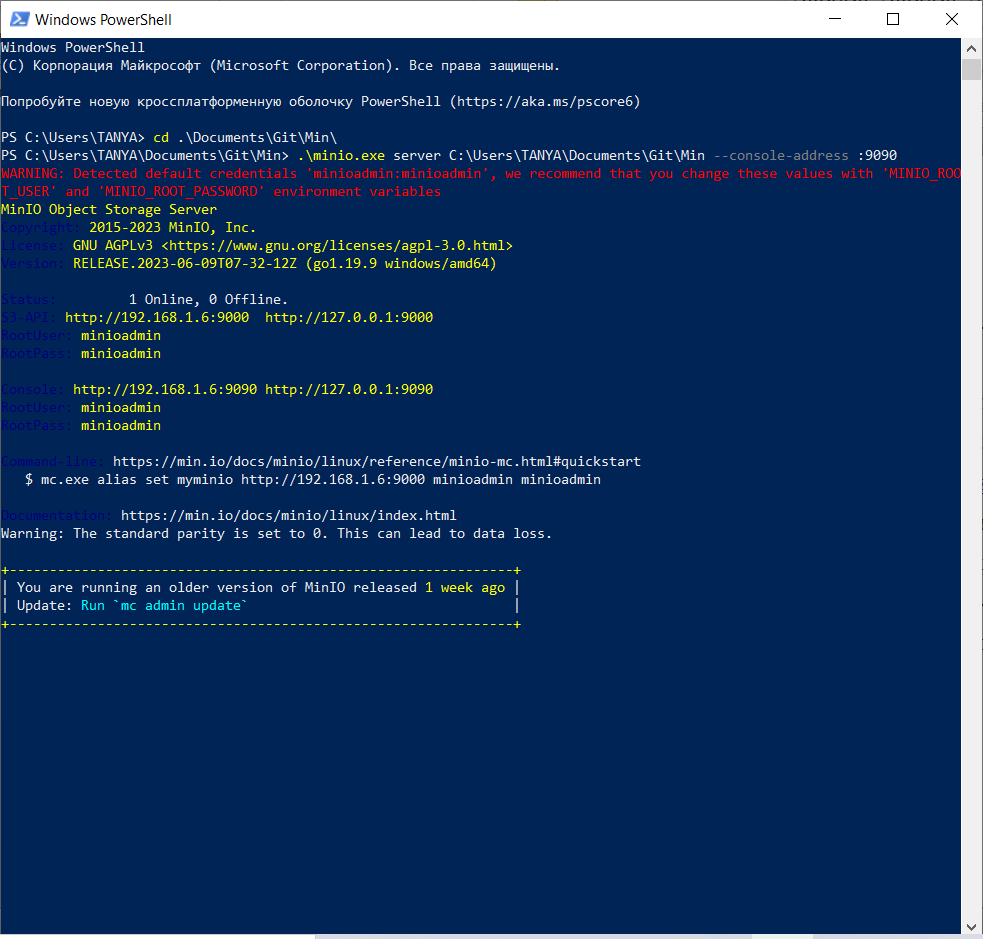 Windows PowerShell
Windows PowerShell
(C) Корпорация Майкрософт (Microsoft Corporation). Все права защищены.
Попробуйте новую кроссплатформенную оболочку PowerShell (https://aka.ms/pscore6)
PS C:\Users\TANYA> cd .\Documents\Git\Min\
PS C:\Users\TANYA\Documents\Git\Min> .\minio.exe server C:\Users\TANYA\Documents\Git\Min --console-address :9090
WARNING: Detected default credentials 'minioadmin:minioadmin', we recommend that you change these values with 'MINIO_ROO
T_USER' and 'MINIO_ROOT_PASSWORD' environment variables
MinIO Object Storage Server
Copyright: 2015-2023 MinIO, Inc.
License: GNU AGPLv3 <https://www.gnu.org/licenses/agpl-3.0.html>
Version: RELEASE.2023-06-09T07-32-12Z (go1.19.9 windows/amd64)
Status:         1 Online, 0 Offline.
S3-API: http://192.168.1.6:9000  http://127.0.0.1:9000
RootUser: minioadmin
RootPass: minioadmin
Console: http://192.168.1.6:9090 http://127.0.0.1:9090
RootUser: minioadmin
RootPass: minioadmin
Command-line: https://min.io/docs/minio/linux/reference/minio-mc.html#quickstart
   $ mc.exe alias set myminio http://192.168.1.6:9000 minioadmin minioadmin
Documentation: https://min.io/docs/minio/linux/index.html
Warning: The standard parity is set to 0. This can lead to data loss.
+---------------------------------------------------------------+
| You are running an older version of MinIO released 1 week ago |
| Update: Run `mc admin update`                                 |
+---------------------------------------------------------------+